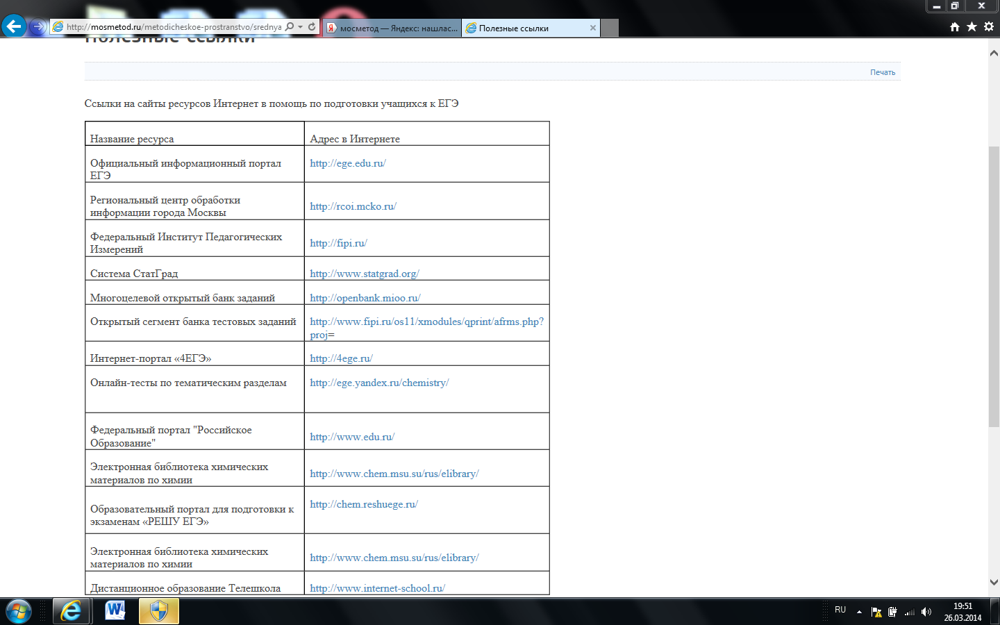 http://mosmetod.ru/metodicheskoe-prostranstvo/srednya
мосметод — Яндекс: нашлас...
Полезные ссылки
Полезные ссылки
Печать
Ссылки на сайты ресурсов Интернет в помощь по подготовки учащихся к ЕГЭ
Название ресурса
Адрес в Интернете
Официальный информационный портал
ЕГЭ
http://ege.edu.ru/
Региональный центр обработки
информации города Москвы
http://rcoi.mcko.ru/
Федеральный Институт Педагогических
Измерений
http://fipi.ru/
Система СтатГрад
http://www.statgrad.org/
Многоцелевой открытый банк заданий
http://openbank.mioo.ru/
Открытый сегмент банка тестовых заданий
http://www.fipi.ru/os11/xmodules/qprint/afrms.php?
proj=
Интернет-портал «4ЕГЭ»
http://4ege.ru/
Онлайн-тесты по тематическим разделам
http://ege.yandex.ru/chemistry/
Федеральный портал "Российское
Образование"
http://www.edu.ru/
Электронная библиотека химических
материалов по химии
http://www.chem.msu.su/rus/elibrary/
Образовательный портал для подготовки к
экзаменам «РЕШУ ЕГЭ»
http://chem.reshuege.ru/
Электронная библиотека химических
материалов по химии
http://www.chem.msu.su/rus/elibrary/
Дистанционное образование Телешкола
http://www.internet-school.ru/
RU
19:51
26.03.2014